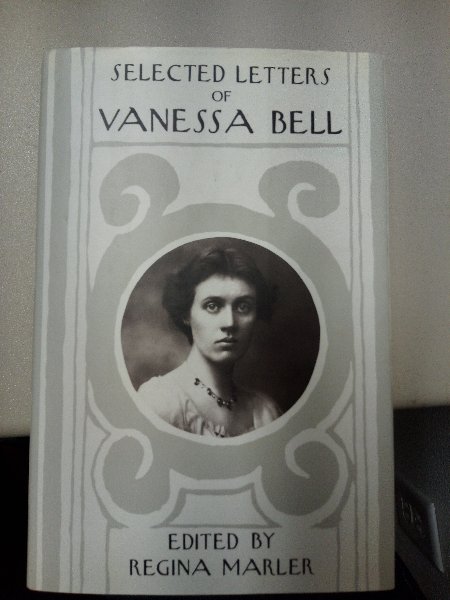 SELECTED LETTERS
OF
VANESSA BELL
EDITED BY
REGINA MARLER